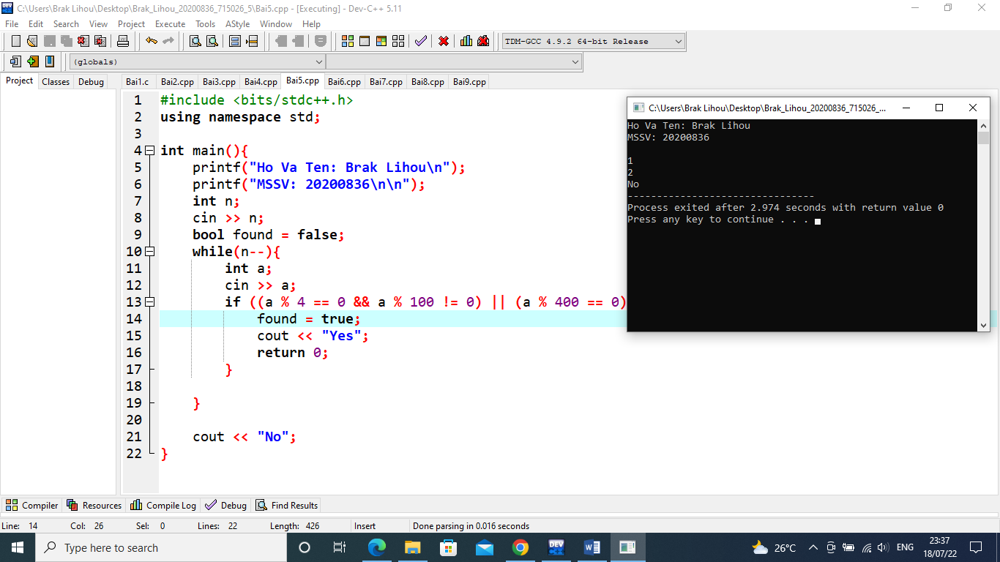 C:\Users\Brak Lihou\Desktop\Brak_Lihou_20200836_715026_5\Bai5.cpp - [Executing] - Dev-C++ 5.11
File Edit Search View Project Execute Tools AStyle Window Help
TDM-GCC 4.9.2 64-bit Release
(globals)
Project Classes Debug
Bai1.c Bai2.cpp Bai3.cpp Bai4.cpp Bai5.cpp Bai6.cpp Bai7.cpp Bai8.cpp Bai9.cpp
1 #include <bits/stdc++.h>
2 using namespace std;
3
4 int main(){
5 printf("Ho Va Ten: Brak Lihou\n");
6 printf("MSSV: 20200836\n\n");
7 int n;
8 cin >> n;
9 bool found = false;
10 while(n--){
11 int a;
12 cin >> a;
13 if ((a % 4 == 0 && a % 100 != 0) || (a % 400 == 0)
14 found = true;
15 cout << "Yes";
16 return 0;
17 }
18
19 }
20
21 cout << "No";
22 }
C:\Users\Brak Lihou\Desktop\Brak_Lihou_20200836_715026_...
Ho Va Ten: Brak Lihou
MSSV: 20200836
1
2
No
--------------------------------
Process exited after 2.974 seconds with return value 0
Press any key to continue . . .
Compiler Resources Compile Log Debug Find Results
Line: 14 Col: 26 Sel: 0 Lines: 22 Length: 426 Insert Done parsing in 0.016 seconds
Type here to search
DEV
26°C
ENG
23:37
18/07/22